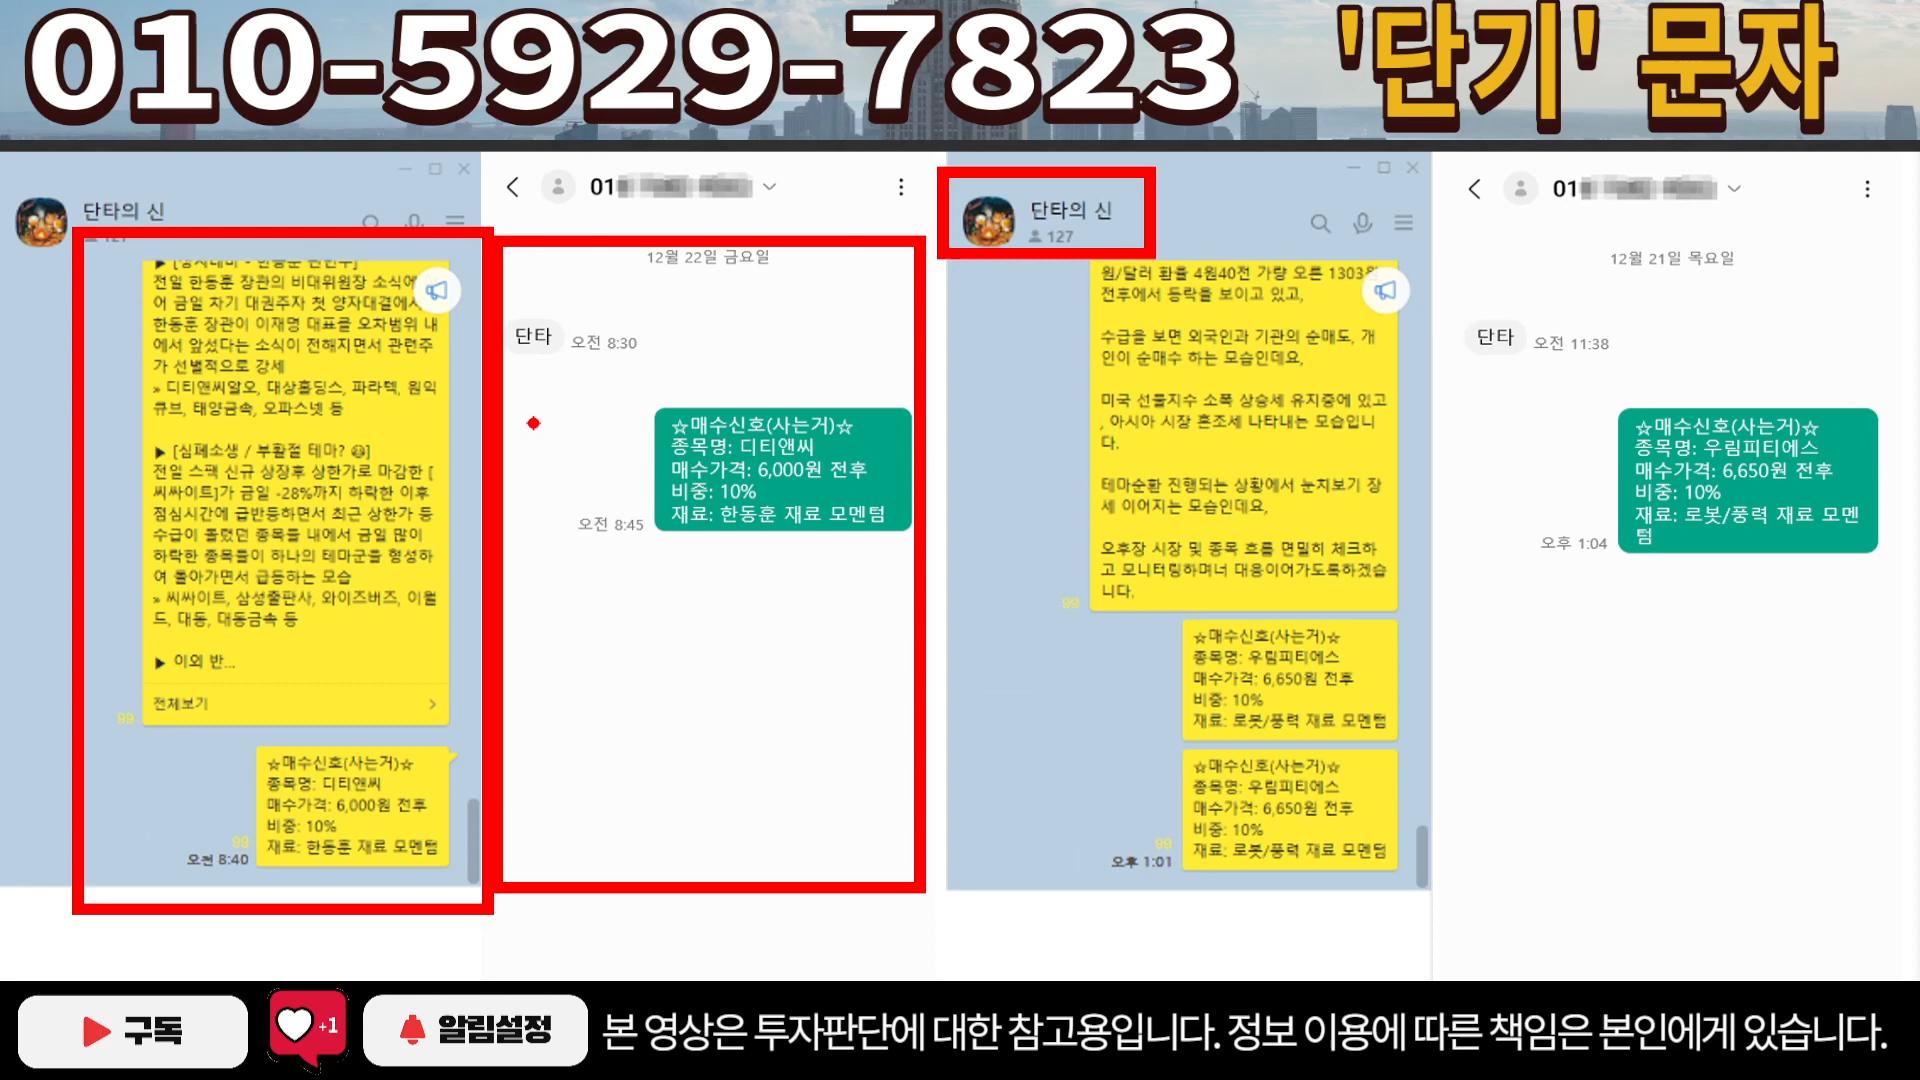 010-5929-7823 '단기' 문자
단타의 신
127
전일 한동훈 장관의 비대위원장 소식에
어 금일 차기 대권주자 첫 양자대결에서
한동훈 장관이 이재명 대표를 오차범위 내
에서 앞섰다는 소식이 전해지면서 관련주
가 선별적으로 강세
» 디티앤씨알오, 대상홀딩스, 파라텍, 원익
큐브, 태양금속, 오파스넷 등
▶ [심폐소생 / 부활절 테마? 😆]
전일 스팩 신규 상장후 상한가로 마감한 [
씨싸이트]가 금일 -28%까지 하락한 이후
점심시간에 급반등하면서 최근 상한가 등
수급이 몰렸던 종목들 내에서 금일 많이
하락한 종목들이 하나의 테마군을 형성하
여 돌아가면서 급등하는 모습
» 씨싸이트, 삼성출판사, 와이즈버즈, 이월
드, 대동, 대동금속 등
▶ 이외 반...
전체보기
99
☆매수신호(사는거)☆
종목명: 디티앤씨
매수가격: 6,000원 전후
비중: 10%
재료: 한동훈 재료 모멘텀
99
오전 8:40
01
12월 22일 금요일
단타
오전 8:30
☆매수신호(사는거)☆
종목명: 디티앤씨
매수가격: 6,000원 전후
비중: 10%
재료: 한동훈 재료 모멘텀
오전 8:45
단타의 신
127
원/달러 환율 4원40전 가량 오른 1303원
전후에서 등락을 보이고 있고,
수급을 보면 외국인과 기관의 순매도, 개
인이 순매수 하는 모습인데요,
미국 선물지수 소폭 상승세 유지중에 있고
, 아시아 시장 혼조세 나타내는 모습입니
다.
테마순환 진행되는 상황에서 눈치보기 장
세 이어지는 모습인데요,
오후장 시장 및 종목 흐름 면밀히 체크하
고 모니터링하며너 대응이어가도록하겠습
니다.
99
☆매수신호(사는거)☆
종목명: 우림피티에스
매수가격: 6,650원 전후
비중: 10%
재료: 로봇/풍력 재료 모멘텀
☆매수신호(사는거)☆
종목명: 우림피티에스
매수가격: 6,650원 전후
비중: 10%
재료: 로봇/풍력 재료 모멘텀
99
오후 1:01
01
12월 21일 목요일
단타
오전 11:38
☆매수신호(사는거)☆
종목명: 우림피티에스
매수가격: 6,650원 전후
비중: 10%
재료: 로봇/풍력 재료 모멘
텀
오후 1:04
구독
+1
알림설정
본 영상은 투자판단에 대한 참고용입니다. 정보 이용에 따른 책임은 본인에게 있습니다.